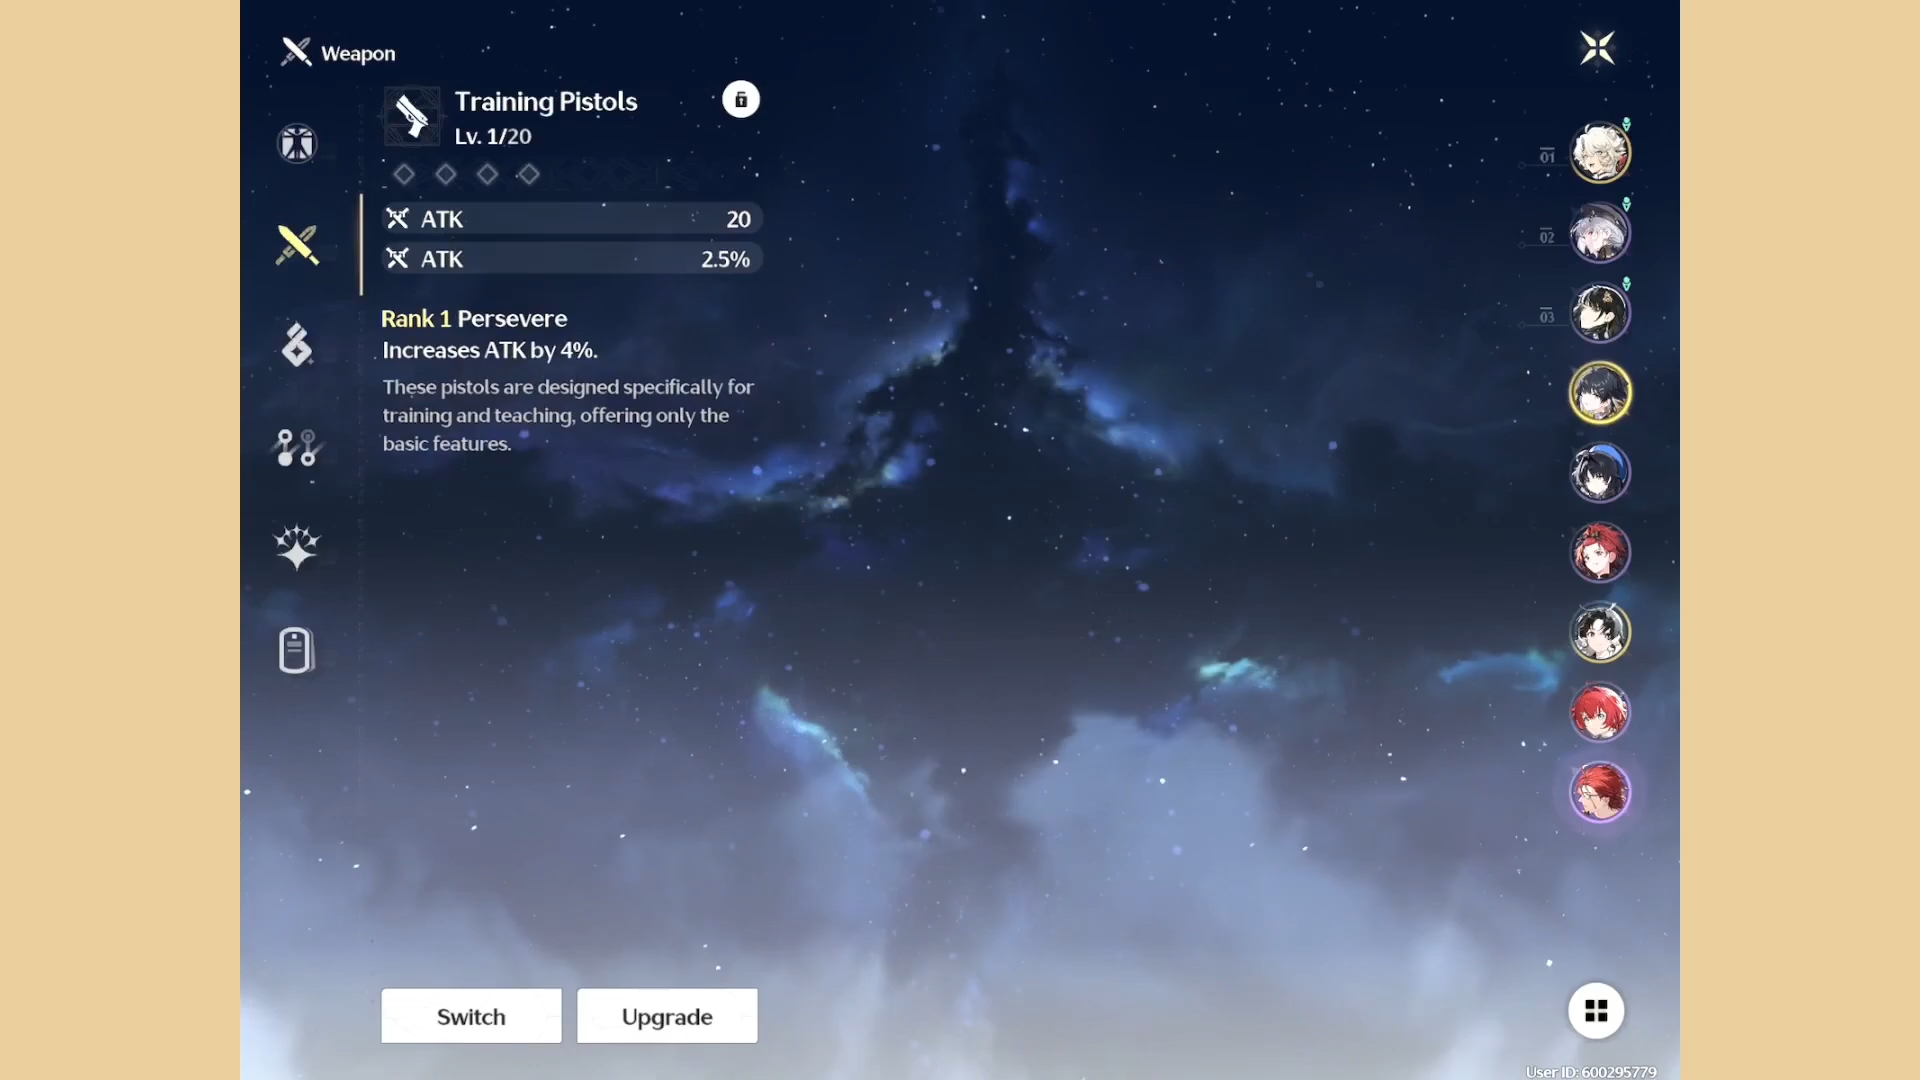 Weapon
Training Pistols
Lv. 1/20
ATK 20
ATK 2.5%
Rank 1 Persevere
Increases ATK by 4%.
These pistols are designed specifically for
training and teaching, offering only the
basic features.
01
02
03
Switch
Upgrade
User ID: 600295779